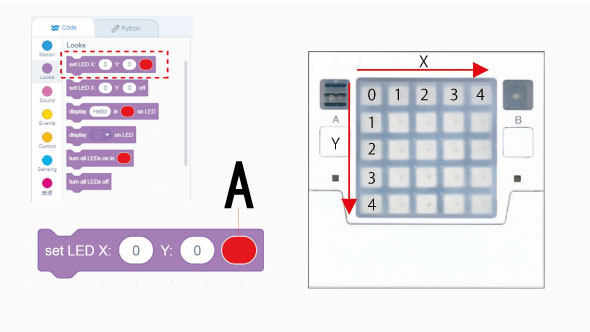 Code
Python
Looks
Motion
Looks
Sound
Events
Control
Sensing
set LED X: 0 Y: 0
set LED X: 0 Y: 0 off
display Hello! in on LED
display on LED
turn all LEDs on in
turn all LEDs off
A
set LED X: 0 Y: 0
X
0 1 2 3 4
1
2
3
4
Y
A
B